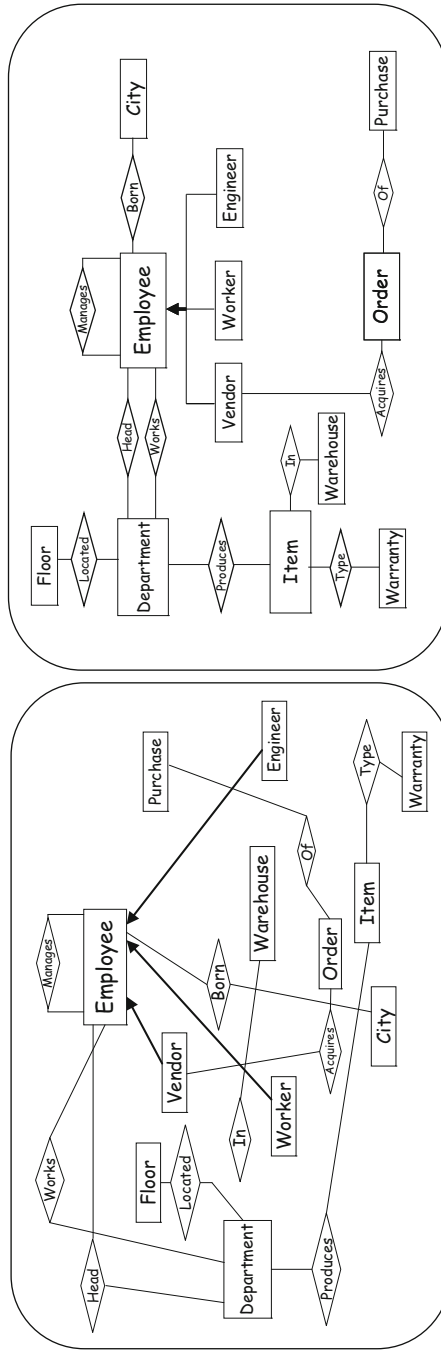 Manages
Works
Employee
Head
Purchase
Vendor
Engineer
Floor
Born
Located
In
Warehouse
Of
Worker
Department
Order
Acquires
Type
Item
City
Produces
Warranty
Manages
Floor
Head
Employee
Born
City
Located
Works
Department
Vendor
Worker
Engineer
Produces
In
Item
Warehouse
Acquires
Order
Of
Purchase
Type
Warranty